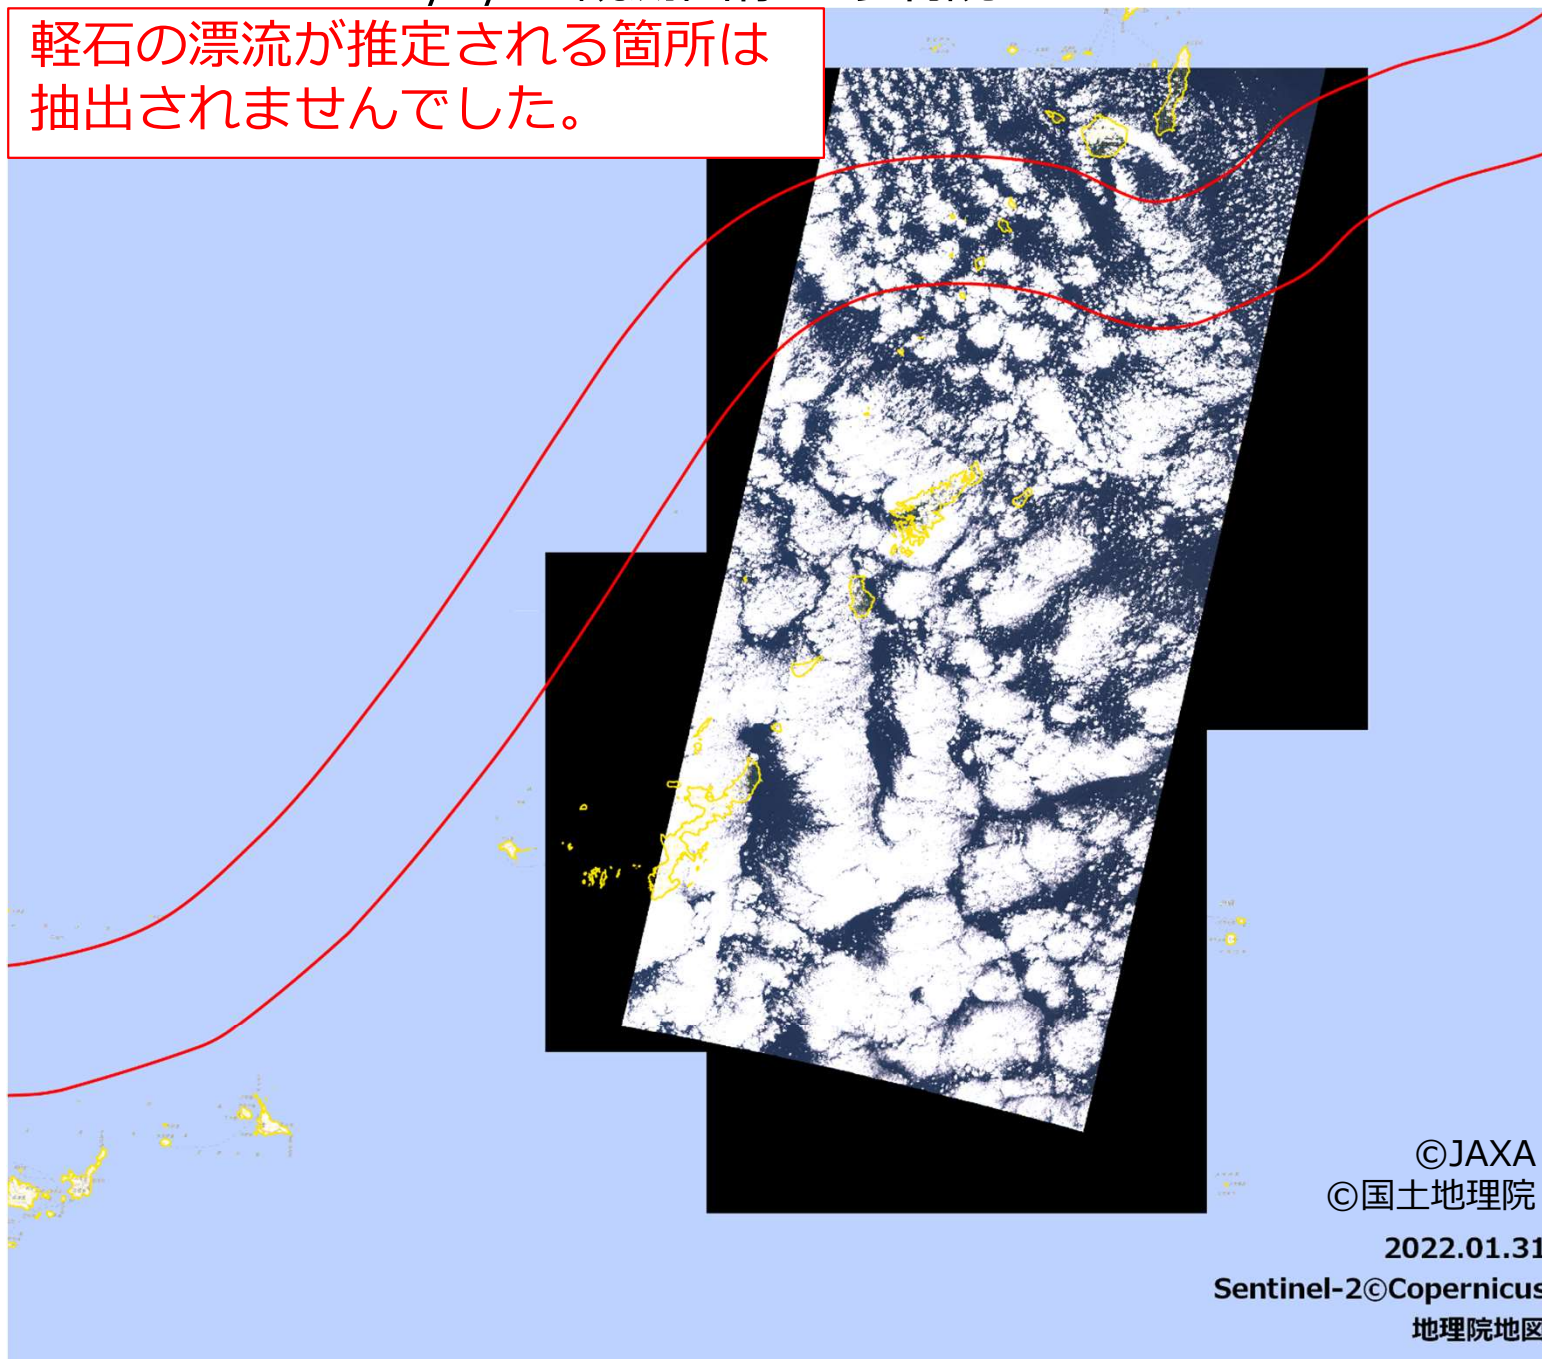 軽石の漂流が推定される箇所は
抽出されませんでした。
©JAXA
©国土地理院
2022.01.31
Sentinel-2©Copernicus
地理院地図